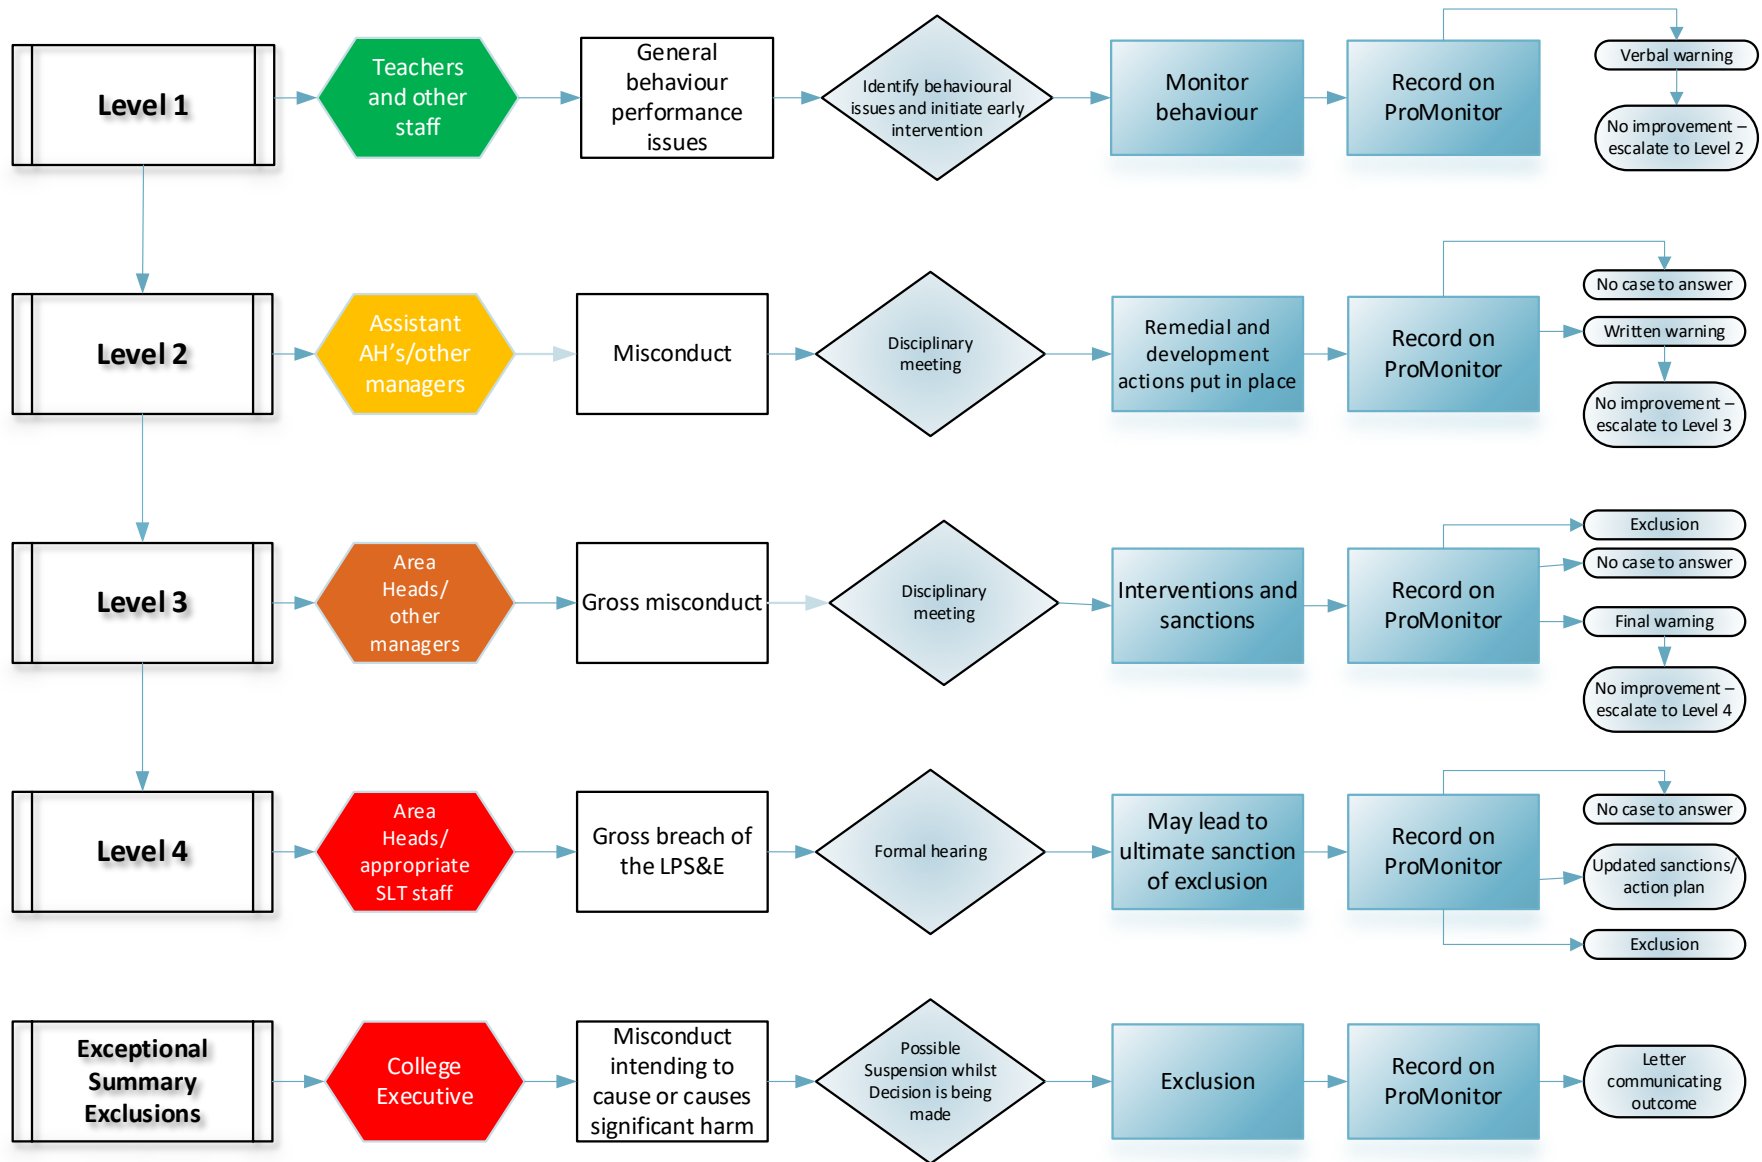 Level 1
Teachers
and other
staff
General
behaviour
performance
issues
Identify behavioural
issues and initiate early
intervention
Monitor
behaviour
Record on
ProMonitor
Verbal warning
No improvement –
escalate to Level 2
Level 2
Assistant
AH's/other
managers
Misconduct
Disciplinary
meeting
Remedial and
development
actions put in place
Record on
ProMonitor
No case to answer
Written warning
No improvement –
escalate to Level 3
Level 3
Area
Heads/
other
managers
Gross misconduct
Disciplinary
meeting
Interventions and
sanctions
Record on
ProMonitor
Exclusion
No case to answer
Final warning
No improvement –
escalate to Level 4
Level 4
Area
Heads/
appropriate
SLT staff
Gross breach of
the LPS&E
Formal hearing
May lead to
ultimate sanction
of exclusion
Record on
ProMonitor
No case to answer
Updated sanctions/
action plan
Exclusion
Exceptional
Summary
Exclusions
College
Executive
Misconduct
intending to
cause or causes
significant harm
Possible
Suspension whilst
Decision is being
made
Exclusion
Record on
ProMonitor
Letter
communicating
outcome